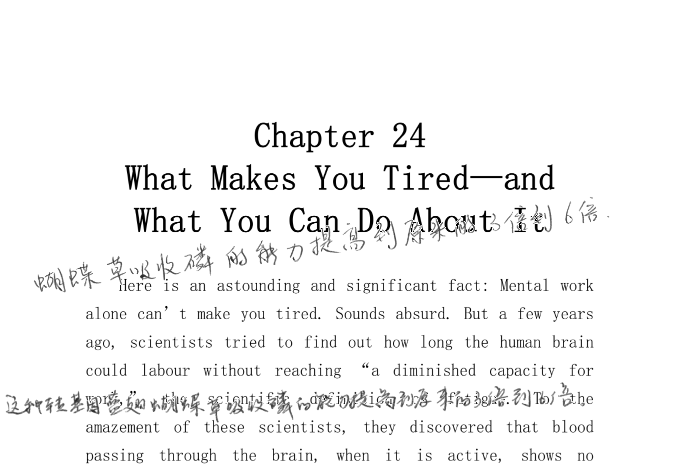 Chapter 24
What Makes You Tired—and
What You Can Do About It
蝴蝶草吸收磷的能力提高到原来的3倍到6倍.
Here is an astounding and significant fact: Mental work
alone can't make you tired. Sounds absurd. But a few years
ago, scientists tried to find out how long the human brain
could labour without reaching “a diminished capacity for
the scientific To the
这种转基因蓝翅蝴蝶草吸收磷的能力提高到原来的3倍到6倍.
amazement of these scientists, they discovered that blood
passing through the brain, when it is active, shows no